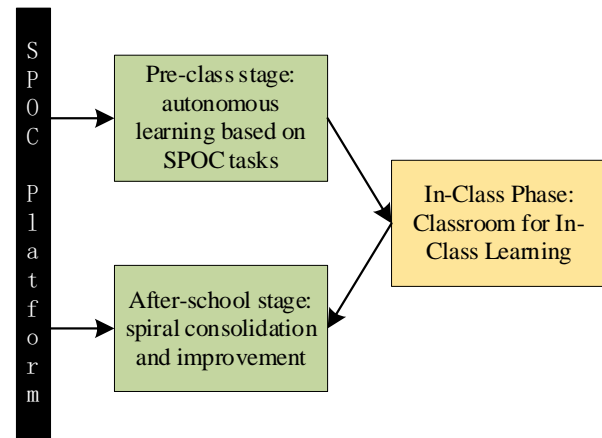 SPOC Platform
Pre-class stage:
autonomous
learning based on
SPOC tasks
In-Class Phase:
Classroom for In-
Class Learning
After-school stage:
spiral consolidation
and improvement